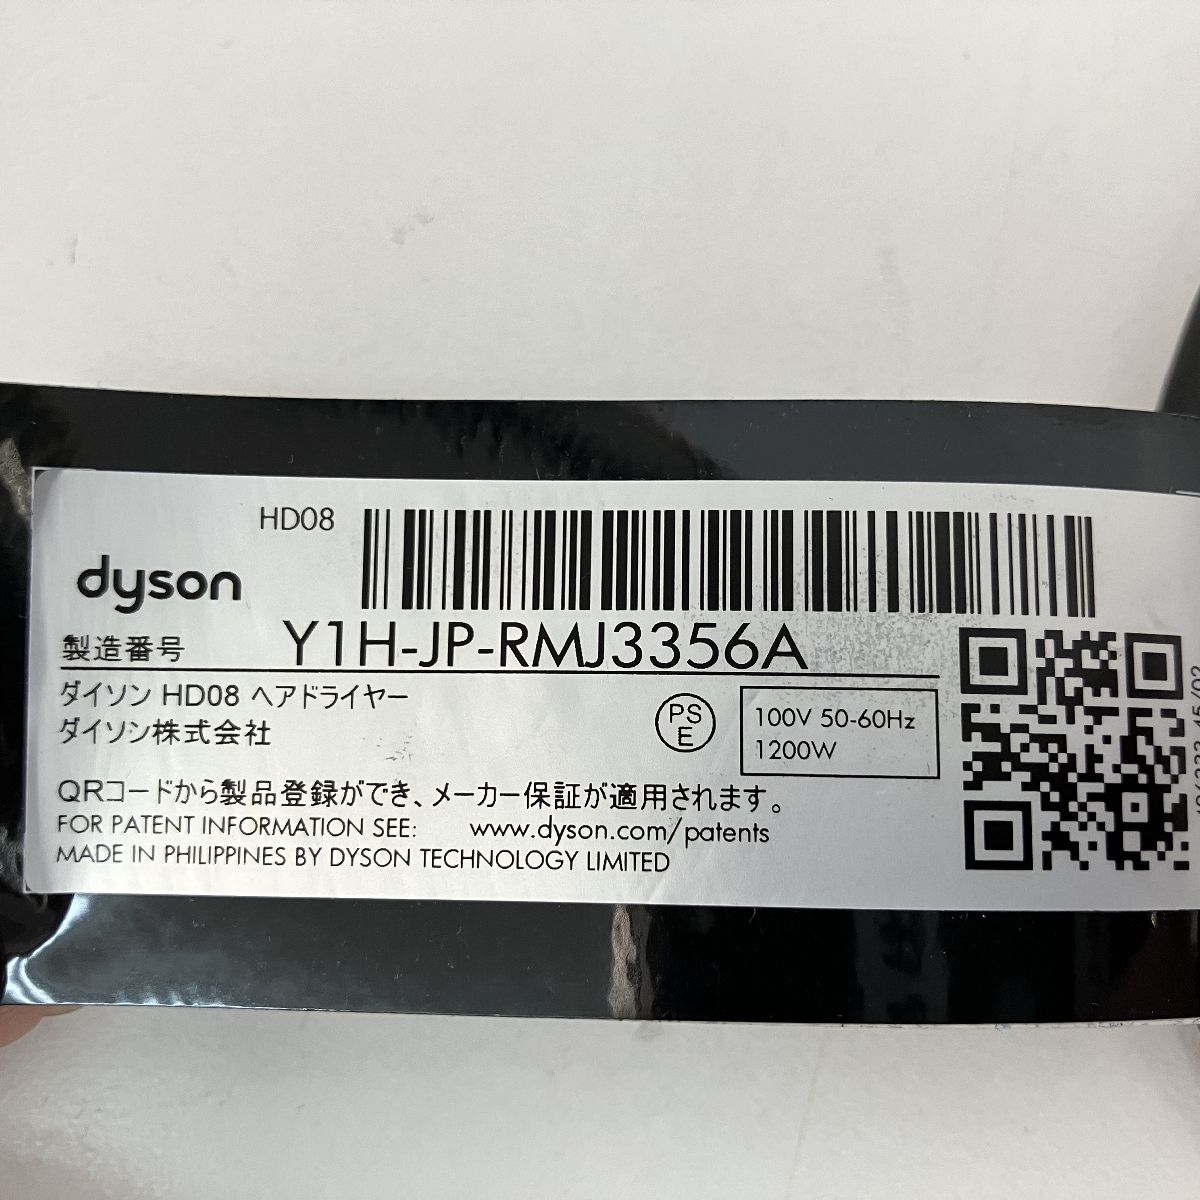 HD08
dyson
製造番号 Y1H-JP-RMJ3356A
ダイソン HD08 ヘアドライヤー
ダイソン株式会社
PS
E
100V 50-60Hz
1200W
QRコードから製品登録ができ、メーカー保証が適用されます。
FOR PATENT INFORMATION SEE: www.dyson.com/patents
MADE IN PHILIPPINES BY DYSON TECHNOLOGY LIMITED